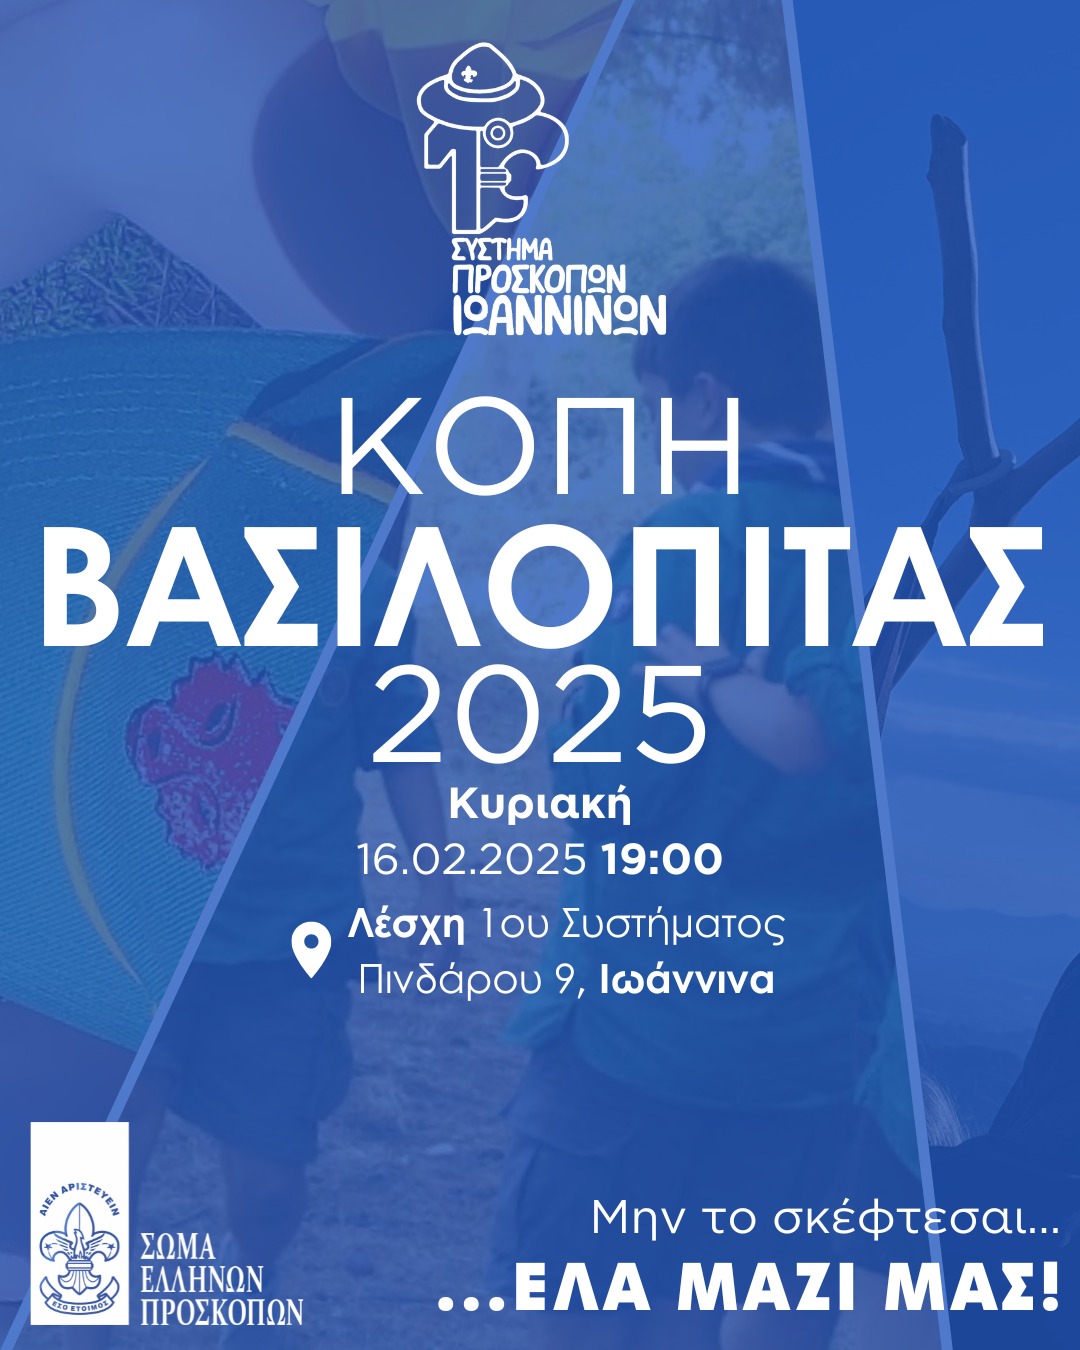 ΣΥΣΤΗΜΑ
ΠΡΟΣΚΟΠΩΝ
ΙΩΑΝΝΙΝΩΝ
ΚΟΠΗ
ΒΑΣΙΛΟΠΙΤΑΣ
2025
Κυριακή
16.02.2025 19:00
Λέσχη 1ου Συστήματος
Πινδάρου 9, Ιωάννινα
ΑΙΕΝ ΑΡΙΣΤΕΥΕΙΝ
ΕΣΟ ΕΤΟΙΜΟΣ
ΣΩΜΑ
ΕΛΛΗΝΩΝ
ΠΡΟΣΚΟΠΩΝ
Μην το σκέφτεσαι...
...ΕΛΑ ΜΑΖΙ ΜΑΣ!